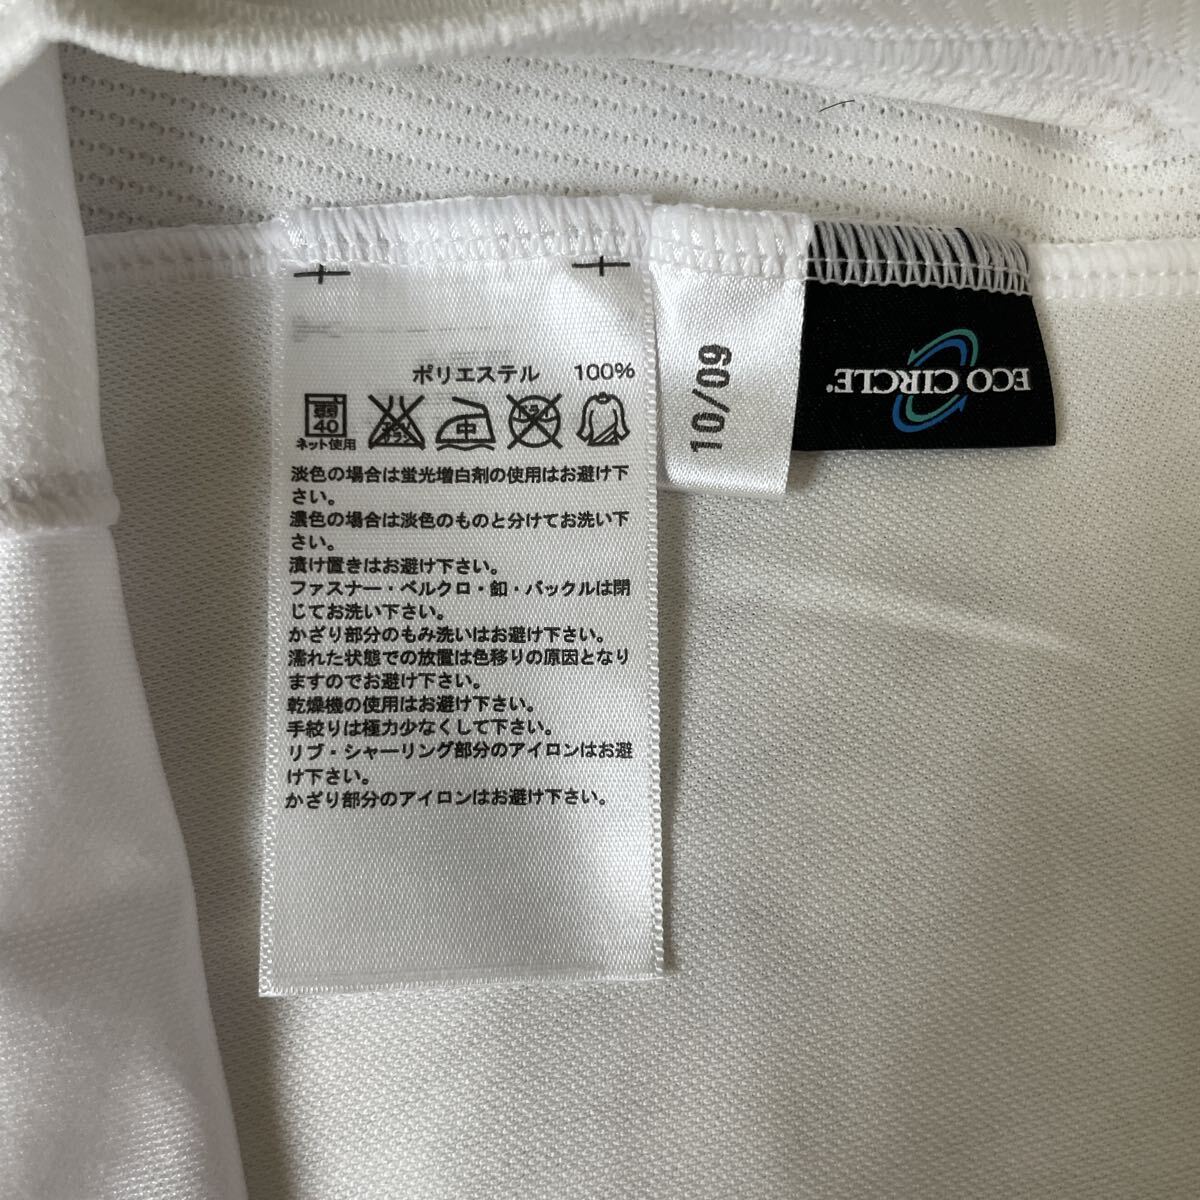 ポリエステル 100%
弱
40
ネット使用
エンソ
サラシ
中
ドライ
淡色の場合は蛍光増白剤の使用はお避け下
さい。
濃色の場合は淡色のものと分けてお洗い下
さい。
漬け置きはお避け下さい。
ファスナー・ベルクロ・釦・バックルは閉
じてお洗い下さい。
かざり部分のもみ洗いはお避け下さい。
濡れた状態での放置は色移りの原因となり
ますのでお避け下さい。
乾燥機の使用はお避け下さい。
手絞りは極力少なくして下さい。
リブ・シャーリング部分のアイロンはお避
け下さい。
かざり部分のアイロンはお避け下さい。
10/09
ECO CIRCLE®